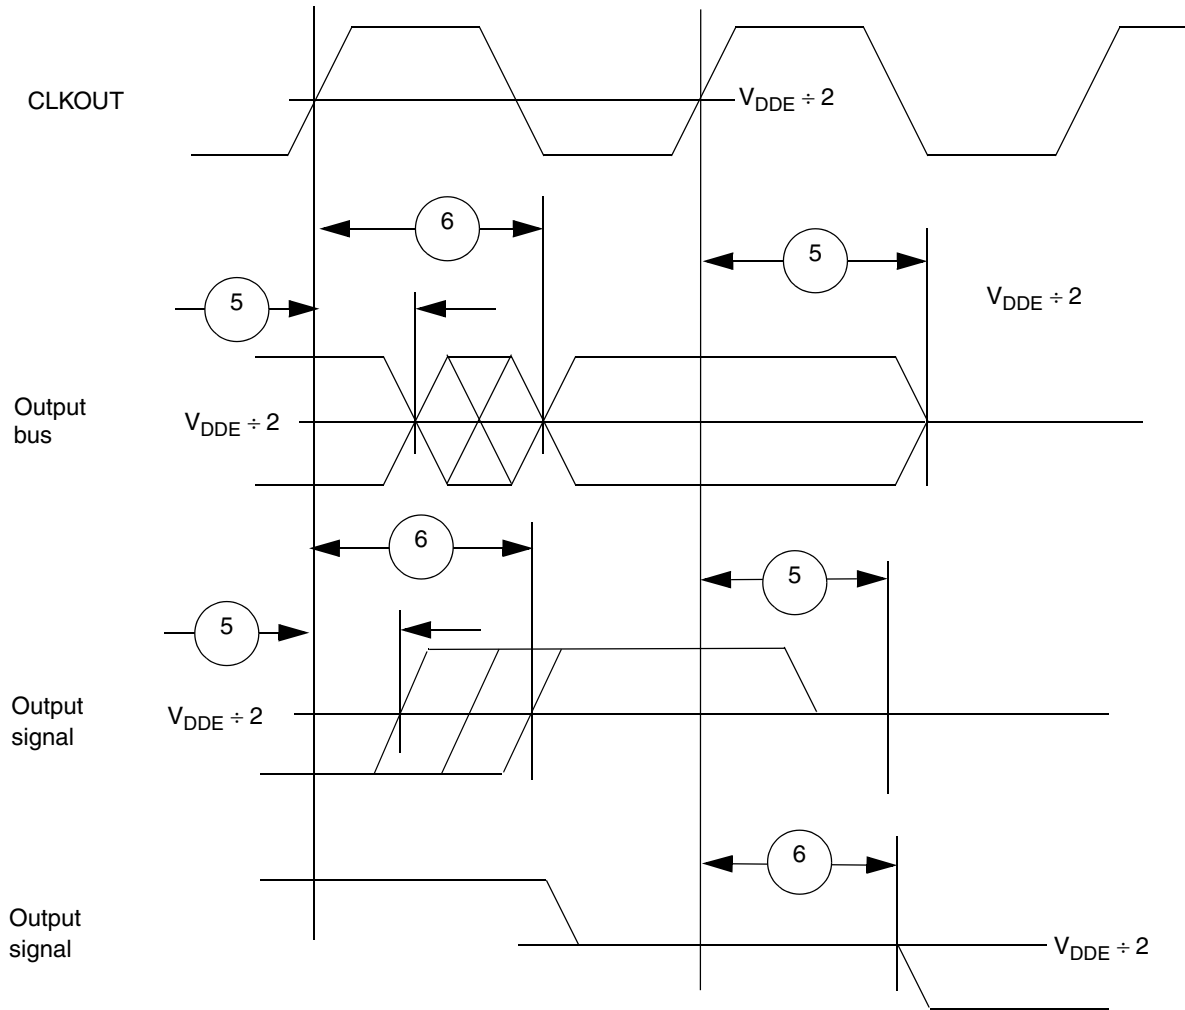 CLKOUT
V_DDE ÷ 2
6
5
5
V_DDE ÷ 2
Output
bus
V_DDE ÷ 2
6
5
5
Output
signal
V_DDE ÷ 2
6
Output
signal
V_DDE ÷ 2